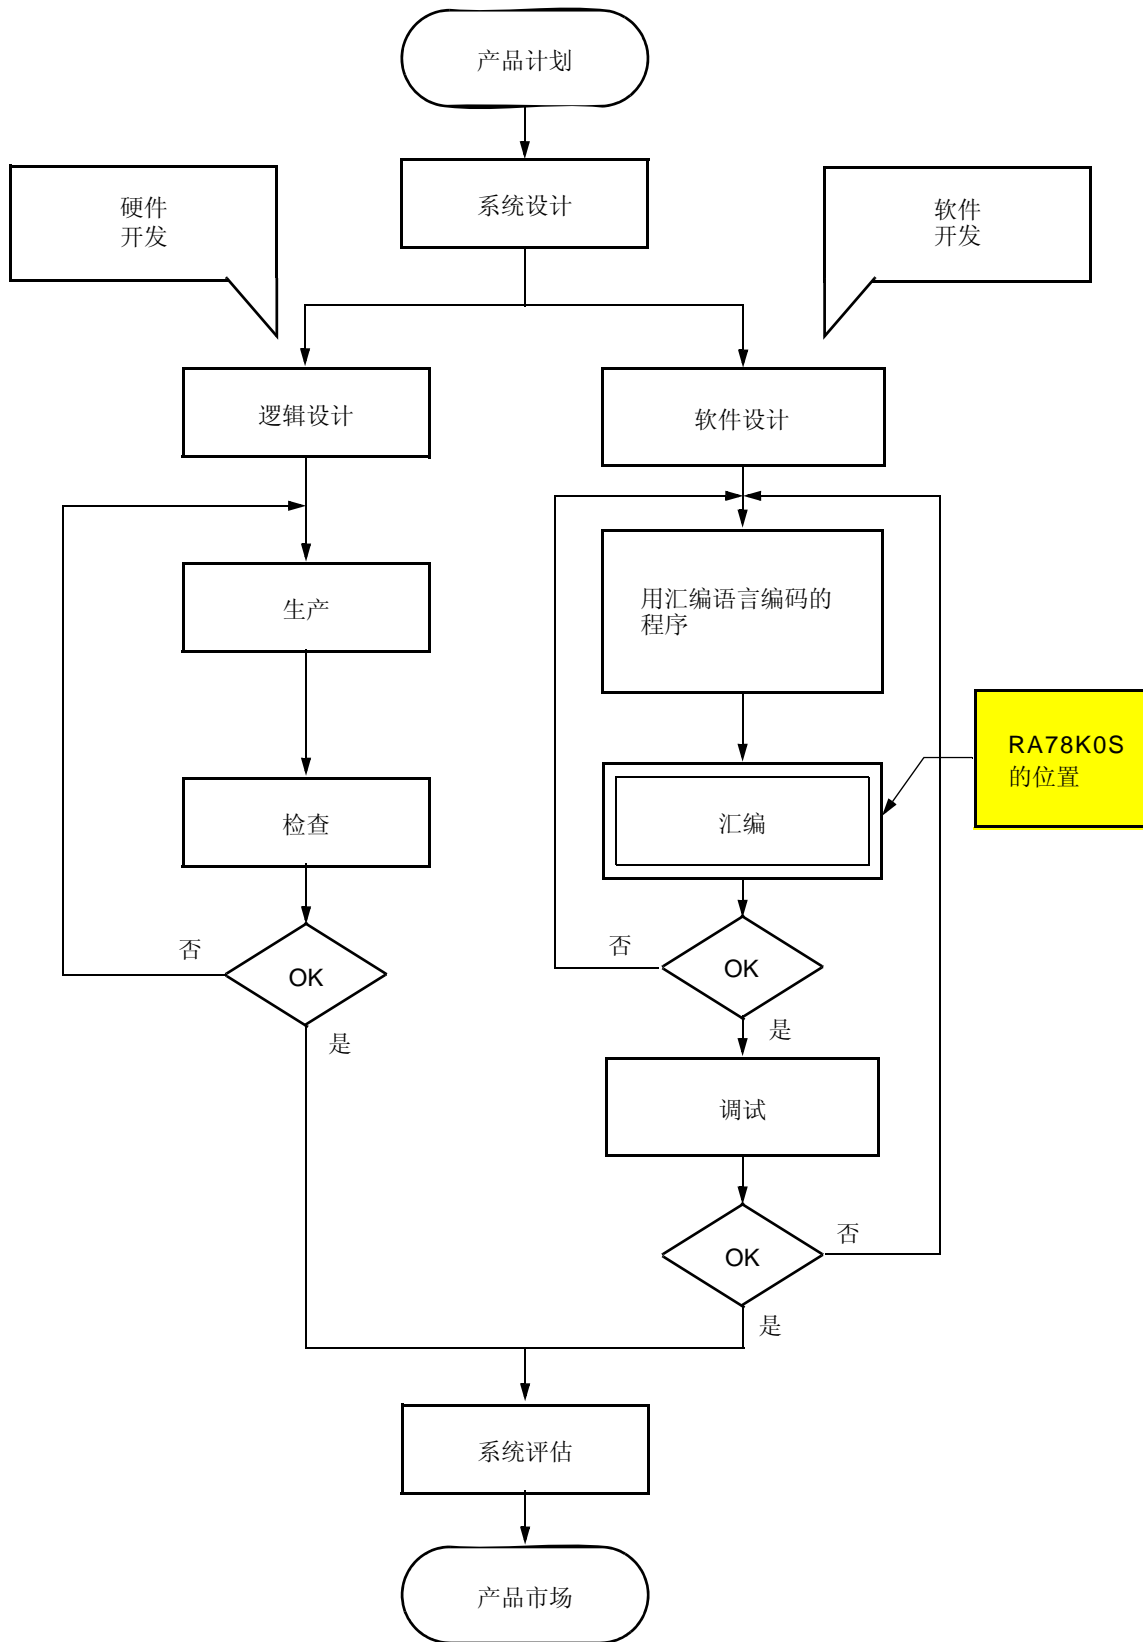 产品计划
系统设计
硬件
开发
软件
开发
逻辑设计
软件设计
生产
用汇编语言编码的
程序
RA78K0S
的位置
检查
汇编
否
OK
是
否
OK
是
调试
OK
否
是
系统评估
产品市场